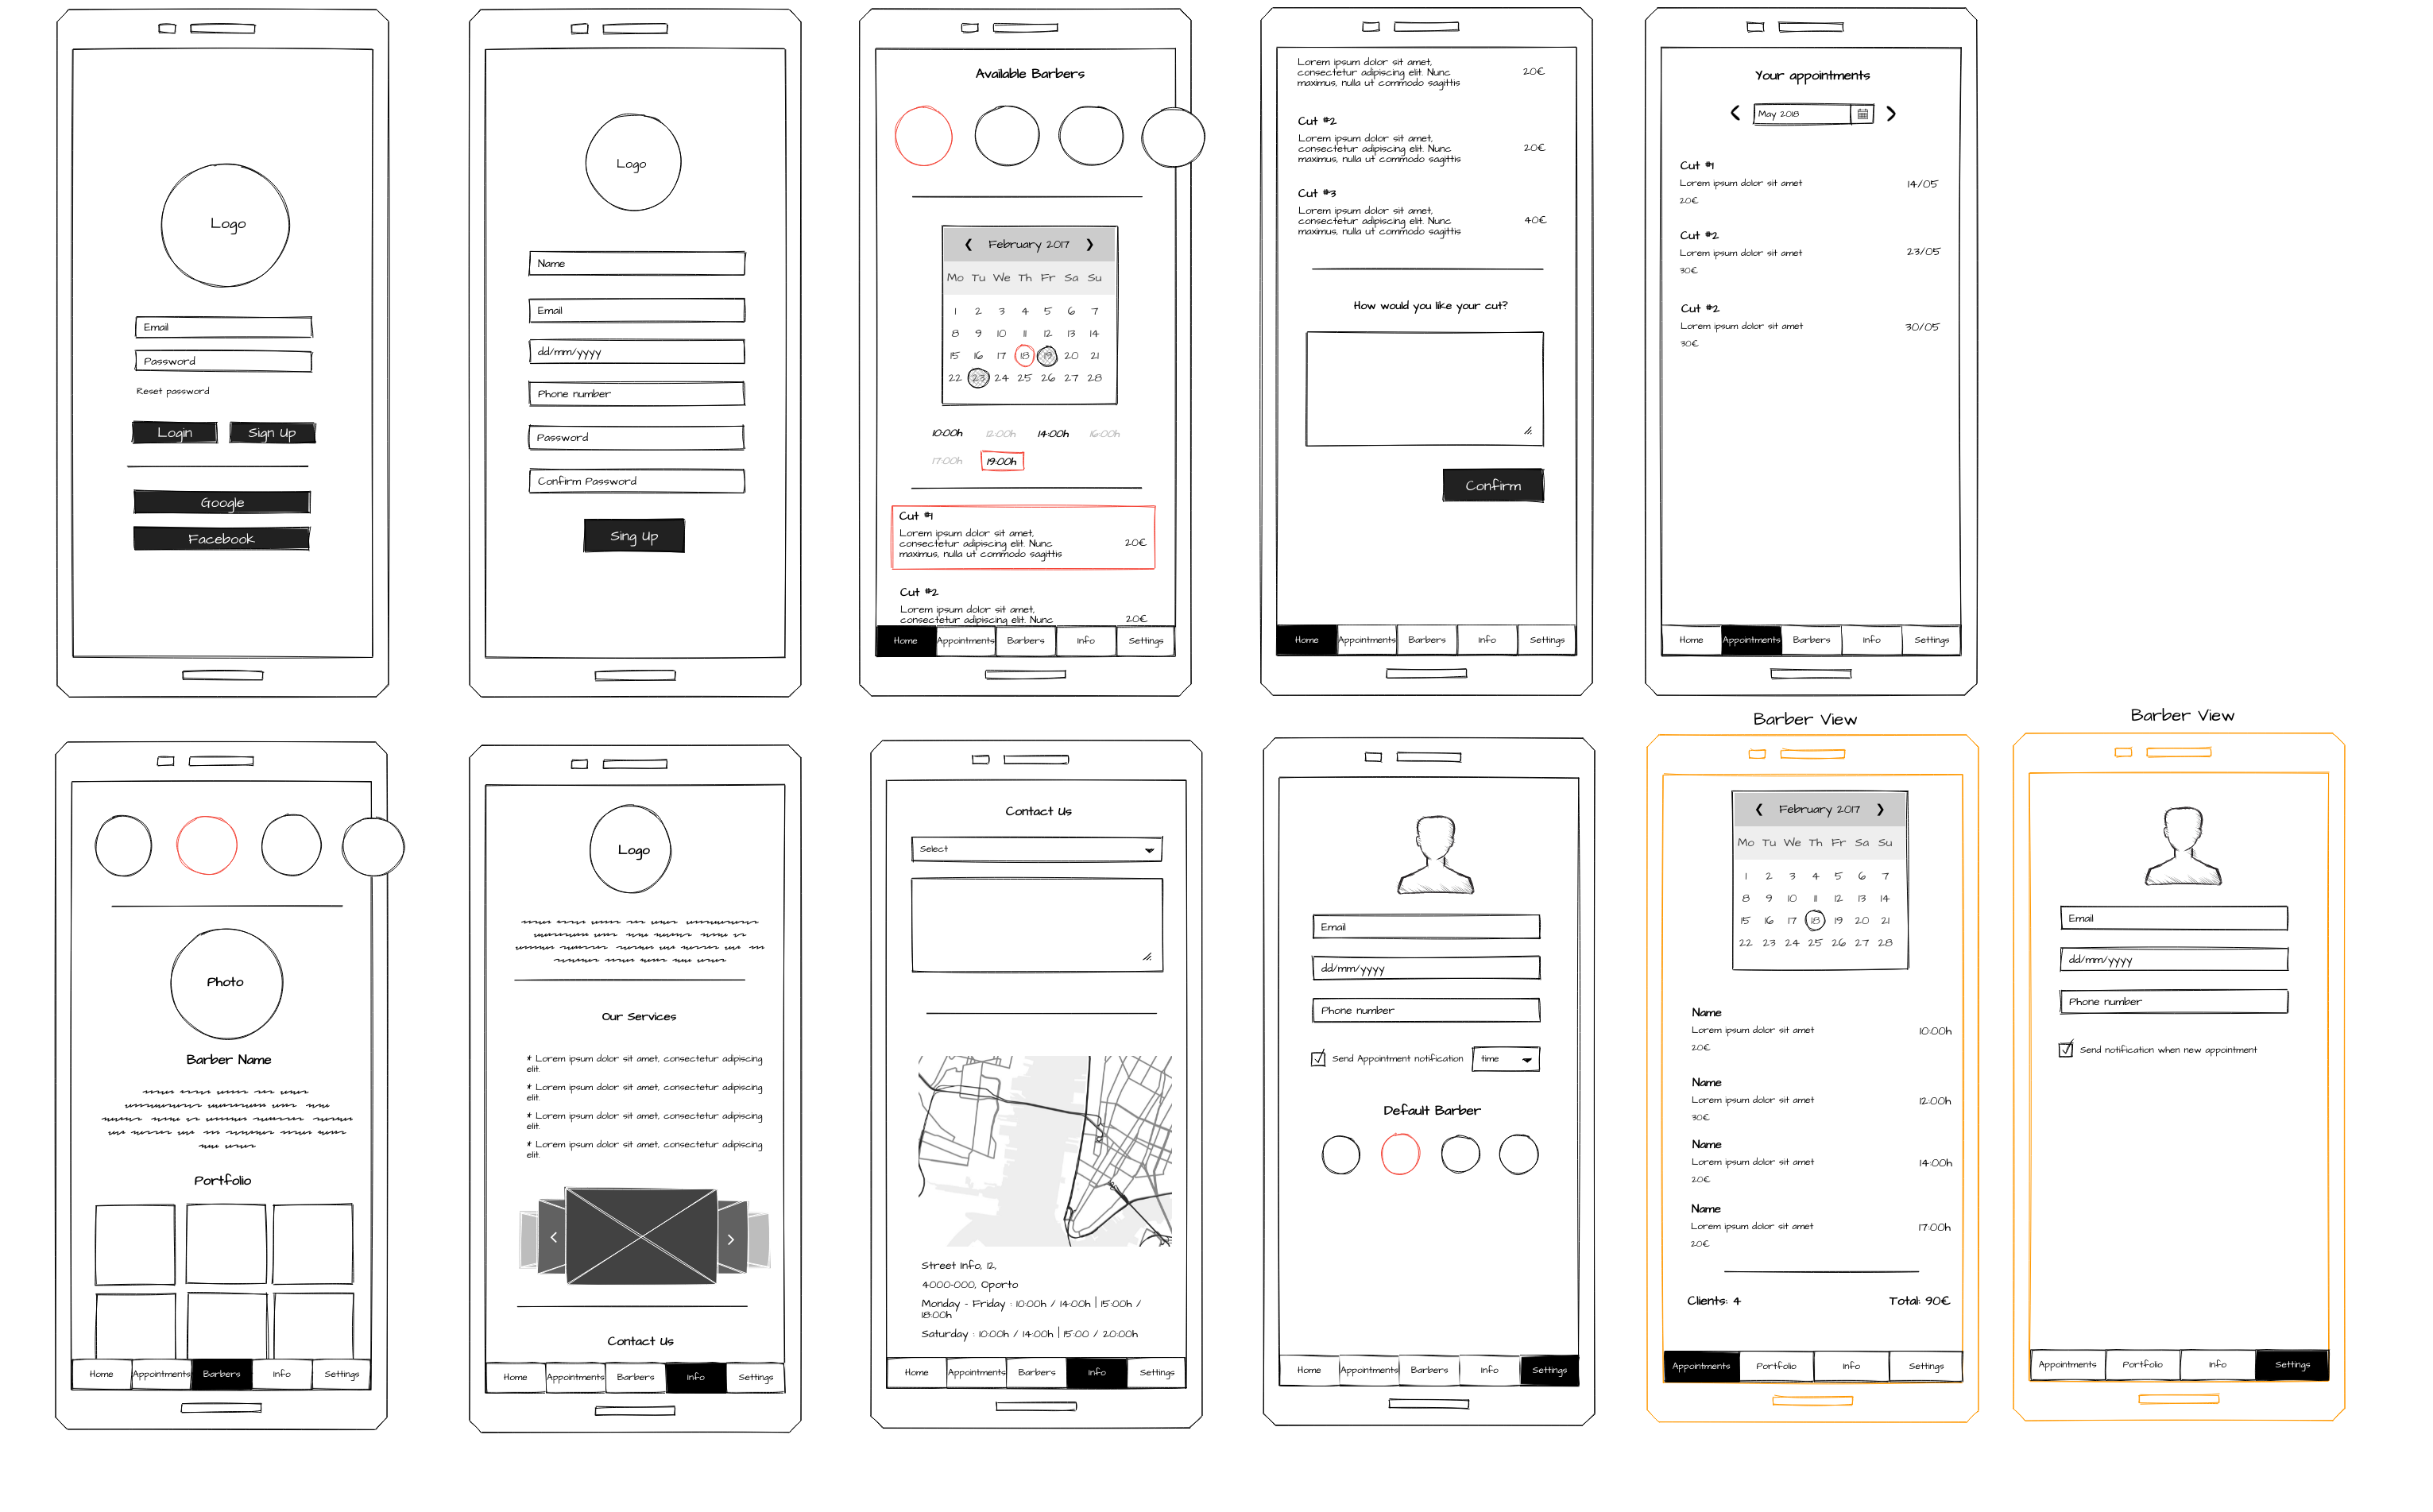 Logo
Email
Password
Reset password
Login Sign Up
Google
Facebook
Logo
Name
Email
dd/mm/yyyy
Phone number
Password
Confirm Password
Sing Up
Available Barbers
❮ February 2017 ❯
Mo Tu We Th Fr Sa Su
1 2 3 4 5 6 7
8 9 10 11 12 13 14
15 16 17 18 19 20 21
22 23 24 25 26 27 28
10:00h 12:00h 14:00h 16:00h
17:00h 19:00h
Cut #1
Lorem ipsum dolor sit amet,
consectetur adipiscing elit. Nunc
maximus, nulla ut commodo sagittis
20€
Cut #2
Lorem ipsum dolor sit amet,
consectetur adipiscing elit. Nunc
20€
Home Appointments Barbers Info Settings
Lorem ipsum dolor sit amet,
consectetur adipiscing elit. Nunc
maximus, nulla ut commodo sagittis
20€
Cut #2
Lorem ipsum dolor sit amet,
consectetur adipiscing elit. Nunc
maximus, nulla ut commodo sagittis
20€
Cut #3
Lorem ipsum dolor sit amet,
consectetur adipiscing elit. Nunc
maximus, nulla ut commodo sagittis
40€
How would you like your cut?
Confirm
Home Appointments Barbers Info Settings
Your appointments
May 2018
Cut #1
Lorem ipsum dolor sit amet 14/05
20€
Cut #2
Lorem ipsum dolor sit amet 23/05
30€
Cut #2
Lorem ipsum dolor sit amet 30/05
30€
Home Appointments Barbers Info Settings
Photo
Barber Name
Portfolio
Home Appointments Barbers Info Settings
Logo
Our Services
* Lorem ipsum dolor sit amet, consectetur adipiscing
elit.
* Lorem ipsum dolor sit amet, consectetur adipiscing
elit.
* Lorem ipsum dolor sit amet, consectetur adipiscing
elit.
* Lorem ipsum dolor sit amet, consectetur adipiscing
elit.
Contact Us
Home Appointments Barbers Info Settings
Contact Us
Select
Street Info, 12,
4000-000, Oporto
Monday - Friday : 10:00h / 14:00h | 15:00h /
18:00h
Saturday : 10:00h / 14:00h | 15:00 / 20:00h
Home Appointments Barbers Info Settings
Email
dd/mm/yyyy
Phone number
Send Appointment notification time
Default Barber
Home Appointments Barbers Info Settings
Barber View
❮ February 2017 ❯
Mo Tu We Th Fr Sa Su
1 2 3 4 5 6 7
8 9 10 11 12 13 14
15 16 17 18 19 20 21
22 23 24 25 26 27 28
Name
Lorem ipsum dolor sit amet 10:00h
20€
Name
Lorem ipsum dolor sit amet 12:00h
30€
Name
Lorem ipsum dolor sit amet 14:00h
20€
Name
Lorem ipsum dolor sit amet 17:00h
20€
Clients: 4 Total: 90€
Appointments Portfolio Info Settings
Barber View
Email
dd/mm/yyyy
Phone number
Send notification when new appointment
Appointments Portfolio Info Settings